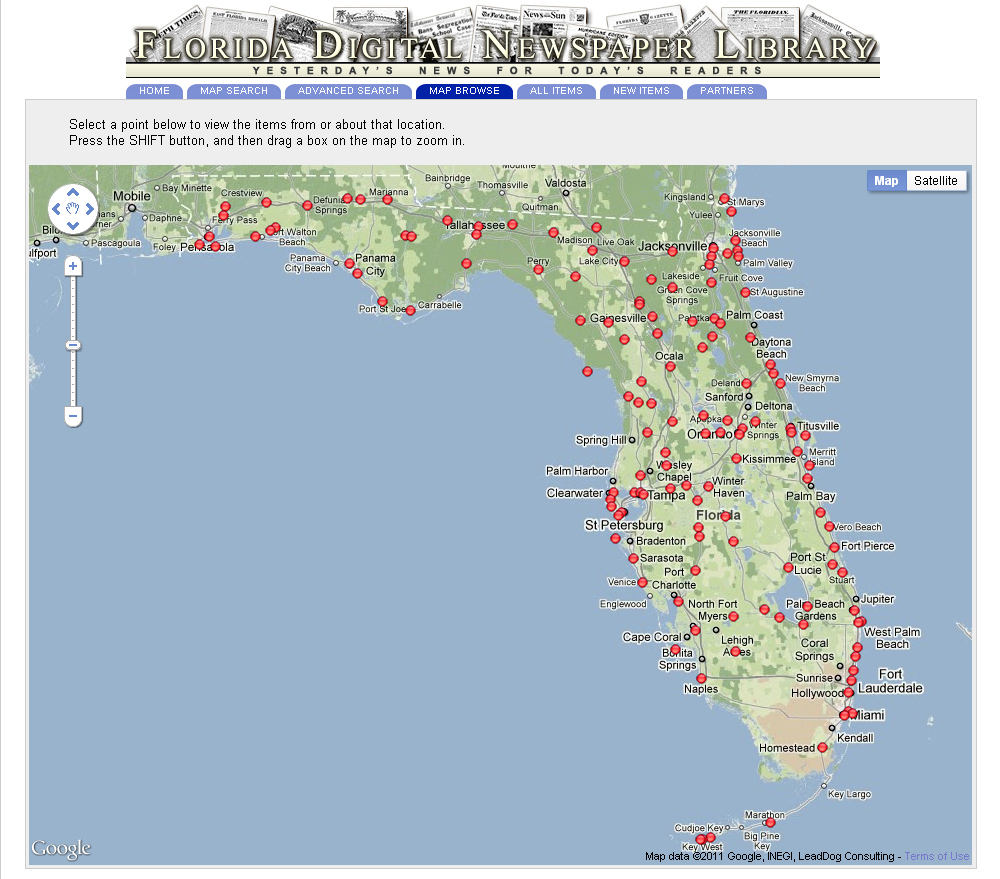 FLORIDA DIGITAL NEWSPAPER LIBRARY
YESTERDAY'S NEWS FOR TODAY'S READERS
HOME
MAP SEARCH
ADVANCED SEARCH
MAP BROWSE
ALL ITEMS
NEW ITEMS
PARTNERS
Select a point below to view the items from or about that location.
Press the SHIFT button, and then drag a box on the map to zoom in.
Map
Satellite
Bainbridge
Thomasville
Valdosta
Quitman
Kingsland
St Marys
Yulee
Mobile
Bay Minette
Crestview
Marianna
Defuniak
Springs
Daphne
Ferry Pass
Pascagoula
Foley
Pensacola
Fort Walton
Beach
Panama
City Beach
Panama
City
Port St Joe
Carrabelle
Tallahassee
Madison
Live Oak
Perry
Lake City
Jacksonville
Jacksonville
Beach
Palm Valley
Lakeside
Fruit Cove
Green Cove
Springs
St Augustine
Gainesville
Palatka
Palm Coast
Ocala
Daytona
Beach
New Smyrna
Beach
Deland
Sanford
Deltona
Apopka
Winter
Springs
Orlando
Titusville
Spring Hill
Kissimmee
Merritt
Island
Palm Harbor
Wesley
Chapel
Clearwater
Tampa
Winter
Haven
Palm Bay
Florida
St Petersburg
Vero Beach
Bradenton
Fort Pierce
Sarasota
Port St
Lucie
Port
Charlotte
Stuart
Venice
Englewood
North Fort
Myers
Palm Beach
Gardens
Jupiter
West Palm
Beach
Cape Coral
Lehigh
Acres
Coral
Springs
Bonita
Springs
Sunrise
Fort
Lauderdale
Naples
Hollywood
Miami
Kendall
Homestead
Key Largo
Marathon
Cudjoe Key
Big Pine
Key
Key West
Google
Map data ©2011 Google, INEGI, LeadDog Consulting - Terms of Use